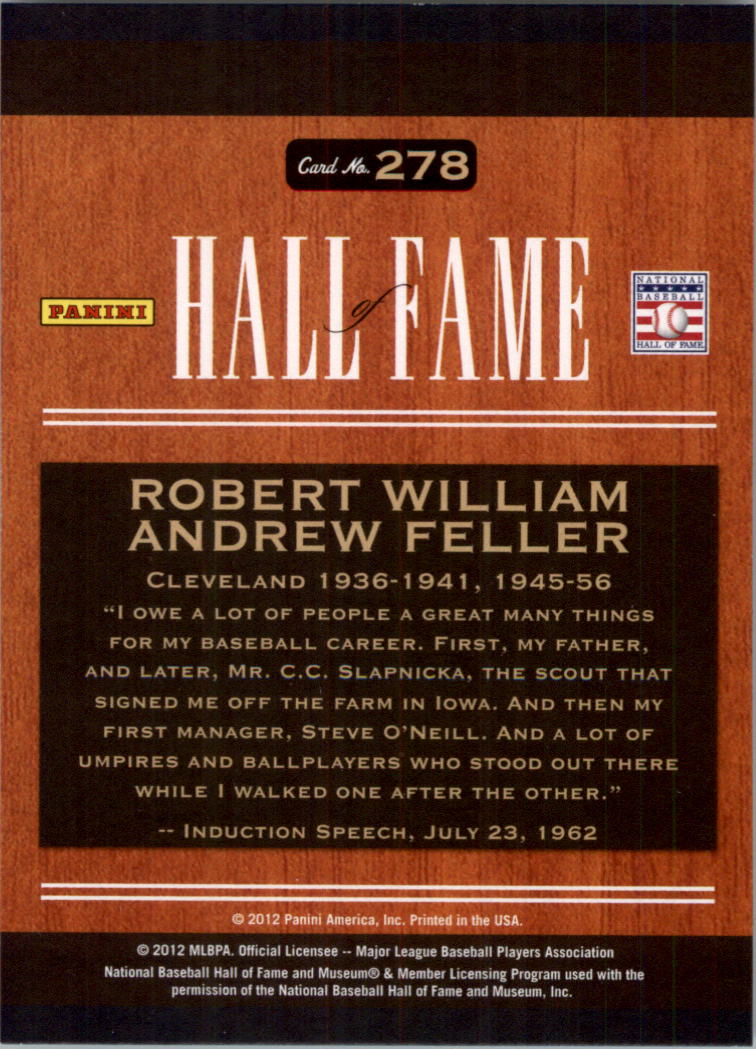 Card No. 278
HALL of FAME
PANINI
NATIONAL
BASEBALL
HALL OF FAME
ROBERT WILLIAM
ANDREW FELLER
CLEVELAND 1936-1941, 1945-56
“I OWE A LOT OF PEOPLE A GREAT MANY THINGS
FOR MY BASEBALL CAREER. FIRST, MY FATHER,
AND LATER, MR. C.C. SLAPNICKA, THE SCOUT THAT
SIGNED ME OFF THE FARM IN IOWA. AND THEN MY
FIRST MANAGER, STEVE O’NEILL. AND A LOT OF
UMPIRES AND BALLPLAYERS WHO STOOD OUT THERE
WHILE I WALKED ONE AFTER THE OTHER.”
-- INDUCTION SPEECH, JULY 23, 1962
© 2012 Panini America, Inc. Printed in the USA.
© 2012 MLBPA. Official Licensee -- Major League Baseball Players Association
National Baseball Hall of Fame and Museum® & Member Licensing Program used with the
permission of the National Baseball Hall of Fame and Museum, Inc.